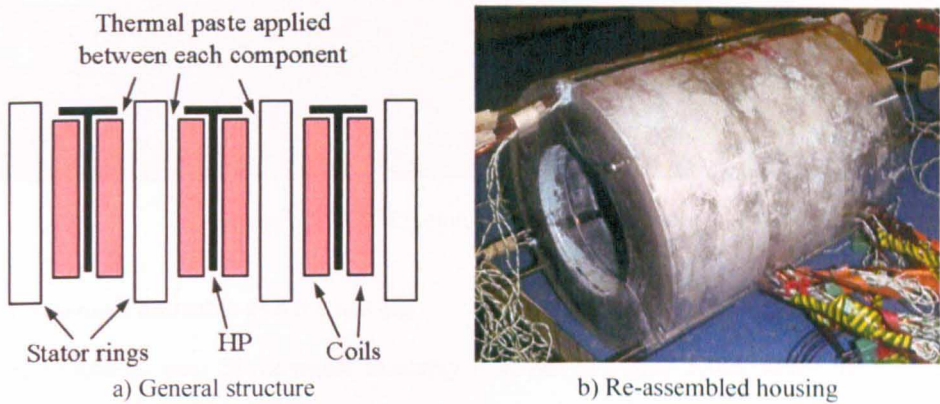 Thermal paste applied
between each component
Stator rings
HP
Coils
a) General structure
b) Re-assembled housing